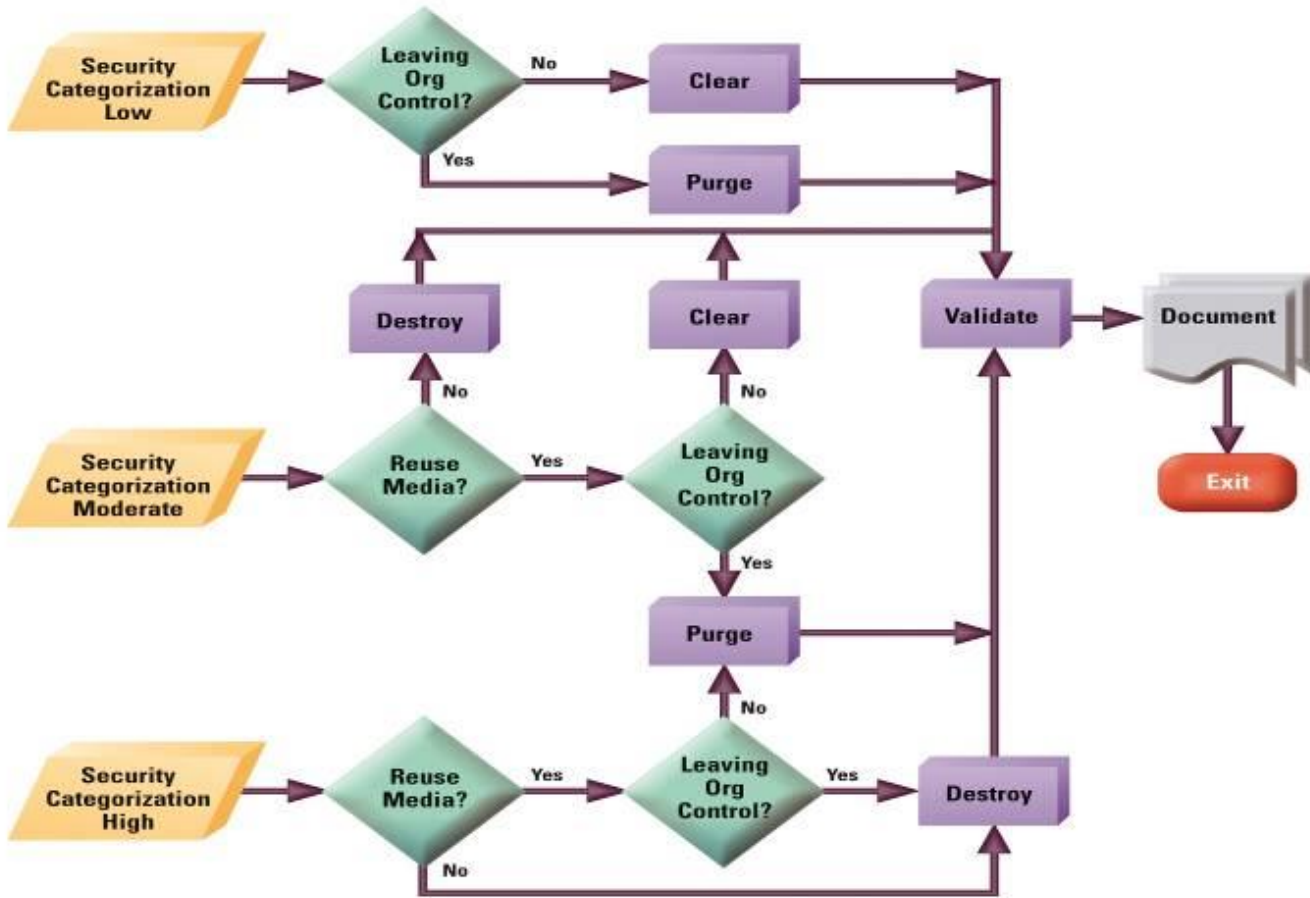 Security
Categorization
Low
Leaving
Org
Control?
No
Clear
Yes
Purge
Destroy
Clear
Validate
Document
No
No
Security
Categorization
Moderate
Reuse
Media?
Yes
Leaving
Org
Control?
Exit
Yes
Purge
No
Security
Categorization
High
Reuse
Media?
Yes
Leaving
Org
Control?
Yes
Destroy
No